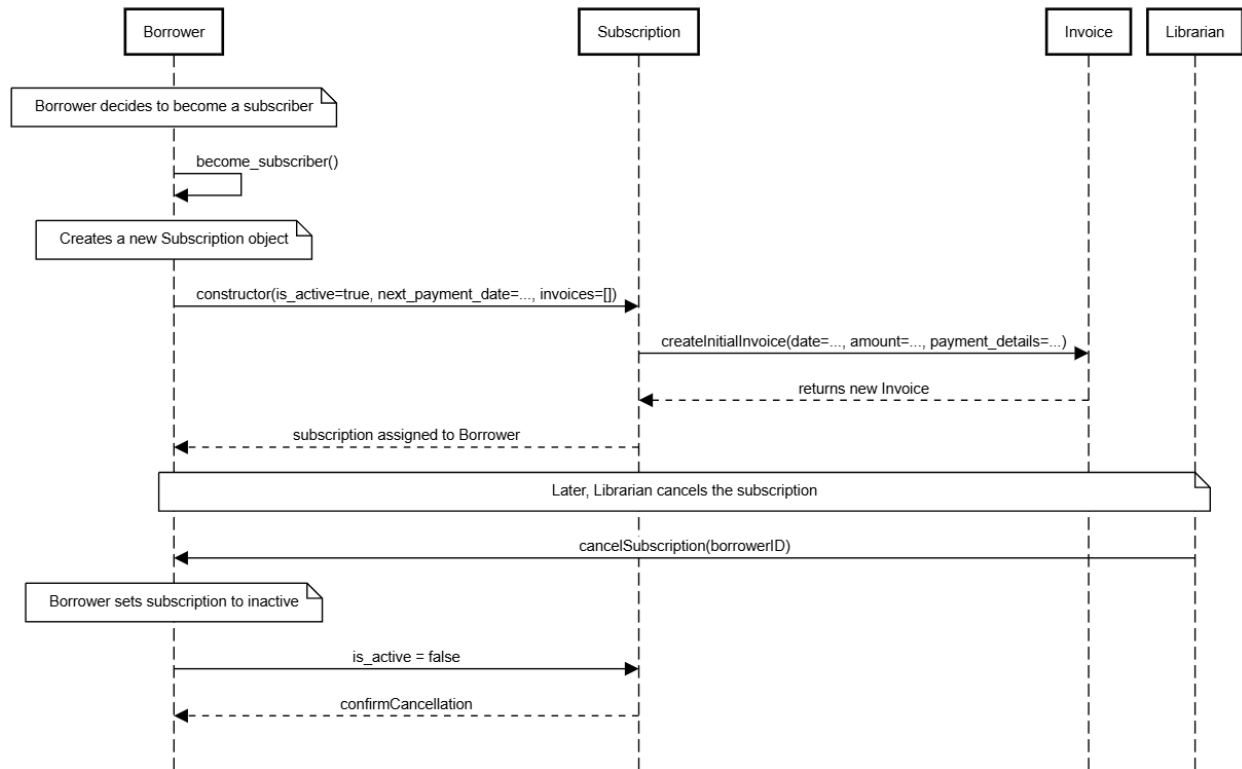 Borrower
Subscription
Invoice
Librarian
Borrower decides to become a subscriber
become_subscriber()
Creates a new Subscription object
constructor(is_active=true, next_payment_date=..., invoices=[])
createInitialInvoice(date=..., amount=..., payment_details=...)
returns new Invoice
subscription assigned to Borrower
Later, Librarian cancels the subscription
cancelSubscription(borrowerID)
Borrower sets subscription to inactive
is_active = false
confirmCancellation